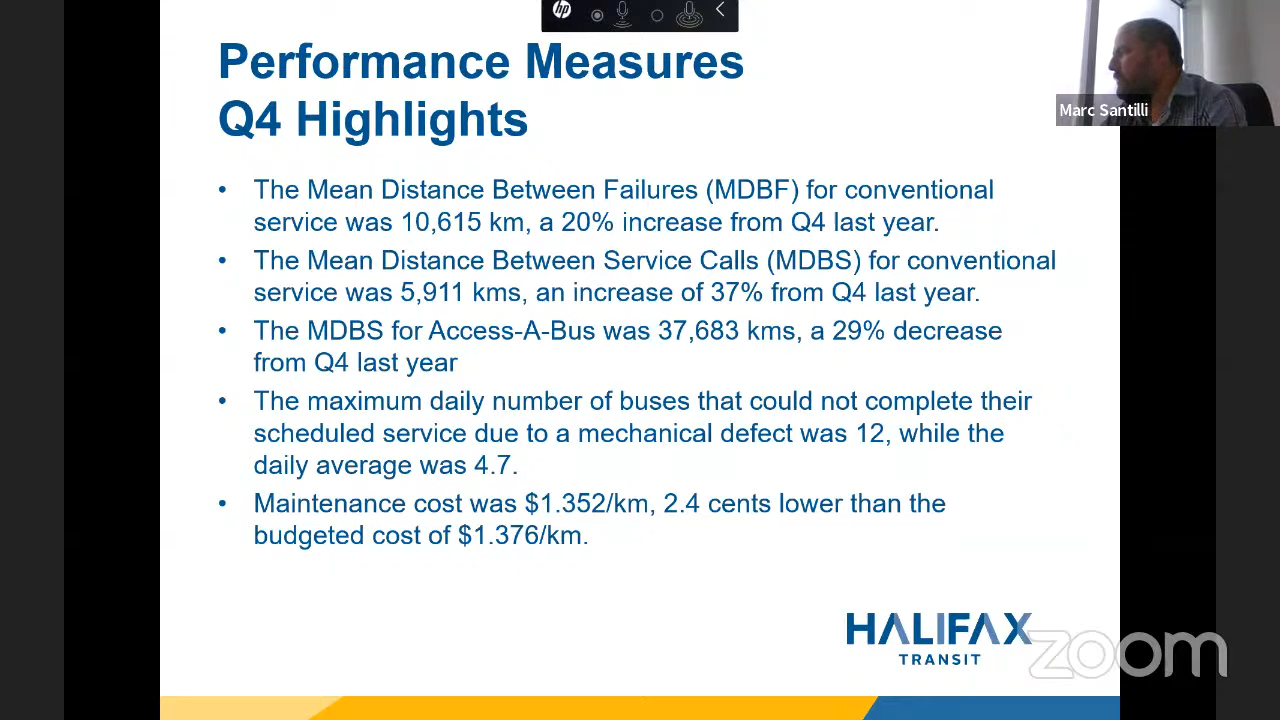 hp
Performance Measures
Q4 Highlights
Marc Santilli
• The Mean Distance Between Failures (MDBF) for conventional
service was 10,615 km, a 20% increase from Q4 last year.
• The Mean Distance Between Service Calls (MDBS) for conventional
service was 5,911 kms, an increase of 37% from Q4 last year.
• The MDBS for Access-A-Bus was 37,683 kms, a 29% decrease
from Q4 last year
• The maximum daily number of buses that could not complete their
scheduled service due to a mechanical defect was 12, while the
daily average was 4.7.
• Maintenance cost was $1.352/km, 2.4 cents lower than the
budgeted cost of $1.376/km.
HALIFAX
TRANSIT
zoom